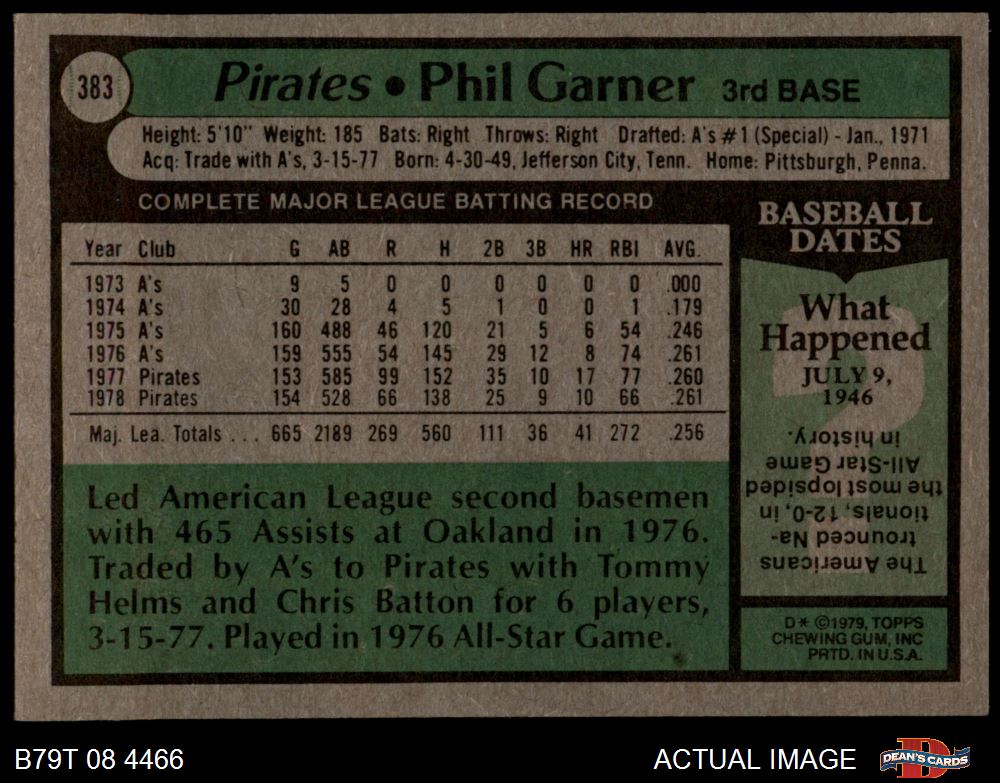 383
Pirates • Phil Garner 3rd BASE
Height: 5'10" Weight: 185 Bats: Right Throws: Right Drafted: A's #1 (Special) - Jan., 1971
Acq: Trade with A's, 3-15-77 Born: 4-30-49, Jefferson City, Tenn. Home: Pittsburgh, Penna.
COMPLETE MAJOR LEAGUE BATTING RECORD
Year Club G AB R H 2B 3B HR RBI AVG.
1973 A's 9 5 0 0 0 0 0 0 .000
1974 A's 30 28 4 5 1 0 0 1 .179
1975 A's 160 488 46 120 21 5 6 54 .246
1976 A's 159 555 54 145 29 12 8 74 .261
1977 Pirates 153 585 99 152 35 10 17 77 .260
1978 Pirates 154 528 66 138 25 9 10 66 .261
Maj. Lea. Totals . . . 665 2189 269 560 111 36 41 272 .256
Led American League second basemen
with 465 Assists at Oakland in 1976.
Traded by A's to Pirates with Tommy
Helms and Chris Batton for 6 players,
3-15-77. Played in 1976 All-Star Game.
BASEBALL
DATES
What
Happened
JULY 9,
1946
The Americans
trounced Na-
tionals, 12-0, in
the most lopsided
All-Star Game
in history.
D* ©1979, TOPPS
CHEWING GUM, INC
PRTD. IN U.S.A.
B79T 08 4466
ACTUAL IMAGE
D
DEAN'S CARDS